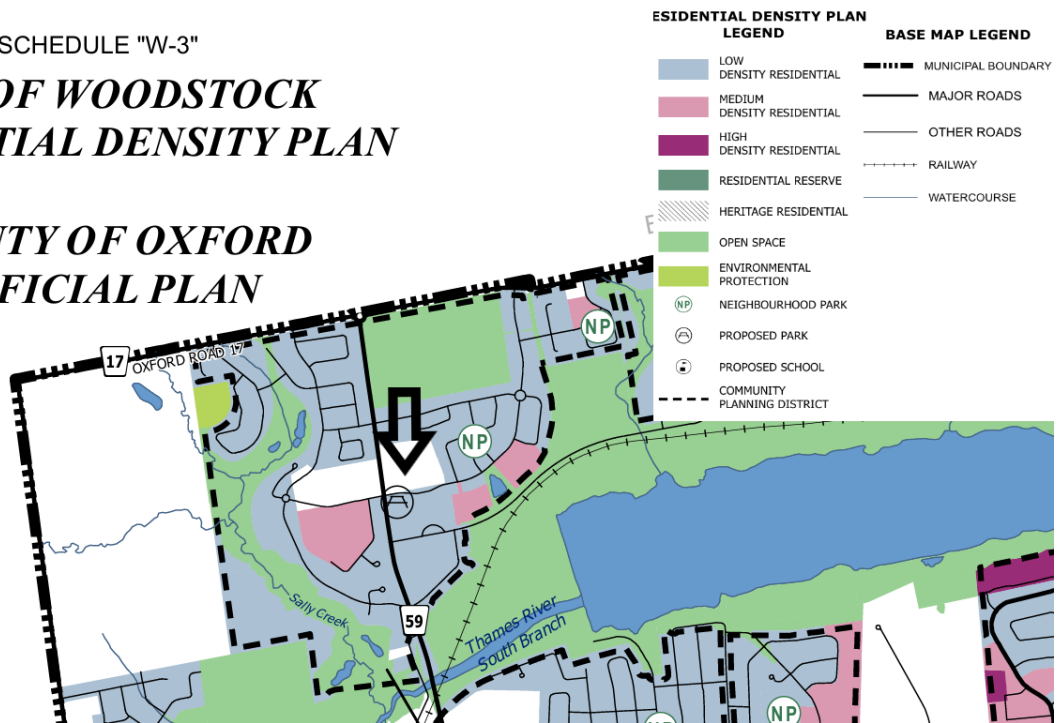 SCHEDULE "W-3"
OF WOODSTOCK
TIAL DENSITY PLAN
TY OF OXFORD
FICIAL PLAN
ESIDENTIAL DENSITY PLAN
LEGEND
LOW
DENSITY RESIDENTIAL
MEDIUM
DENSITY RESIDENTIAL
HIGH
DENSITY RESIDENTIAL
RESIDENTIAL RESERVE
HERITAGE RESIDENTIAL
OPEN SPACE
ENVIRONMENTAL
PROTECTION
NP
NEIGHBOURHOOD PARK
PROPOSED PARK
PROPOSED SCHOOL
COMMUNITY
PLANNING DISTRICT
BASE MAP LEGEND
MUNICIPAL BOUNDARY
MAJOR ROADS
OTHER ROADS
RAILWAY
WATERCOURSE
17
OXFORD ROAD 17
NP
NP
Sally Creek
59
Thames River
South Branch
NP